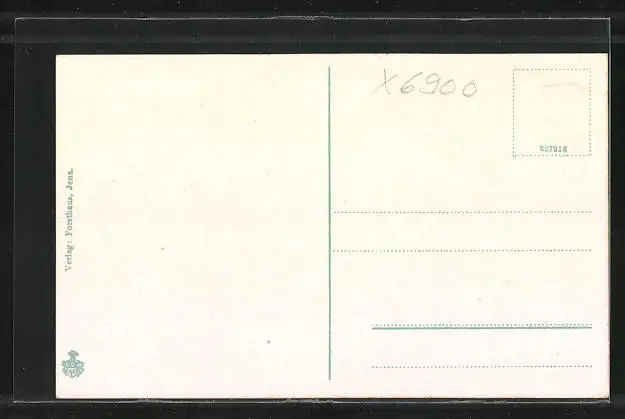 X6900
227916
Verlag: Forsthaus, Jena.